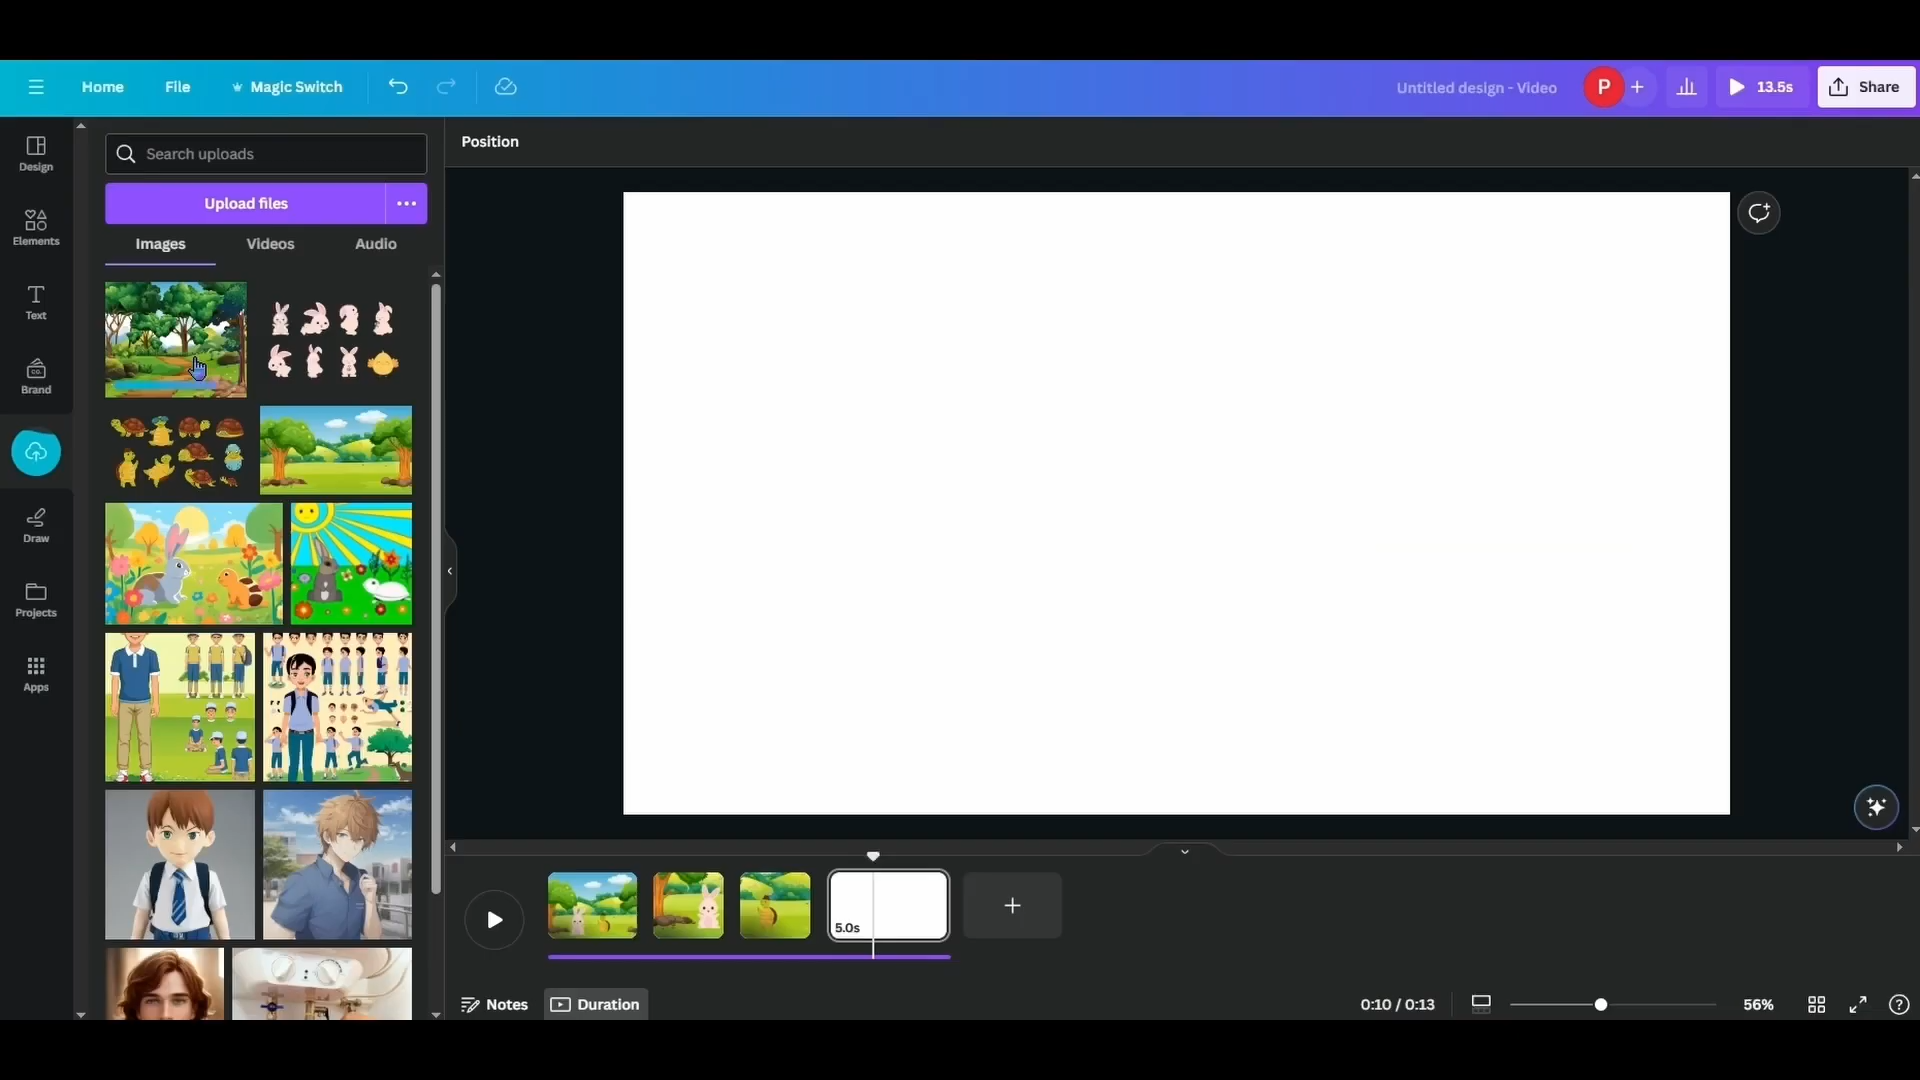 Home
File
Magic Switch
Untitled design - Video
P
13.5s
Share
Design
Search uploads
Position
Upload files
Elements
Images
Videos
Audio
Text
Brand
CO.
Draw
Projects
Apps
5.0s
Notes
Duration
0:10 / 0:13
56%